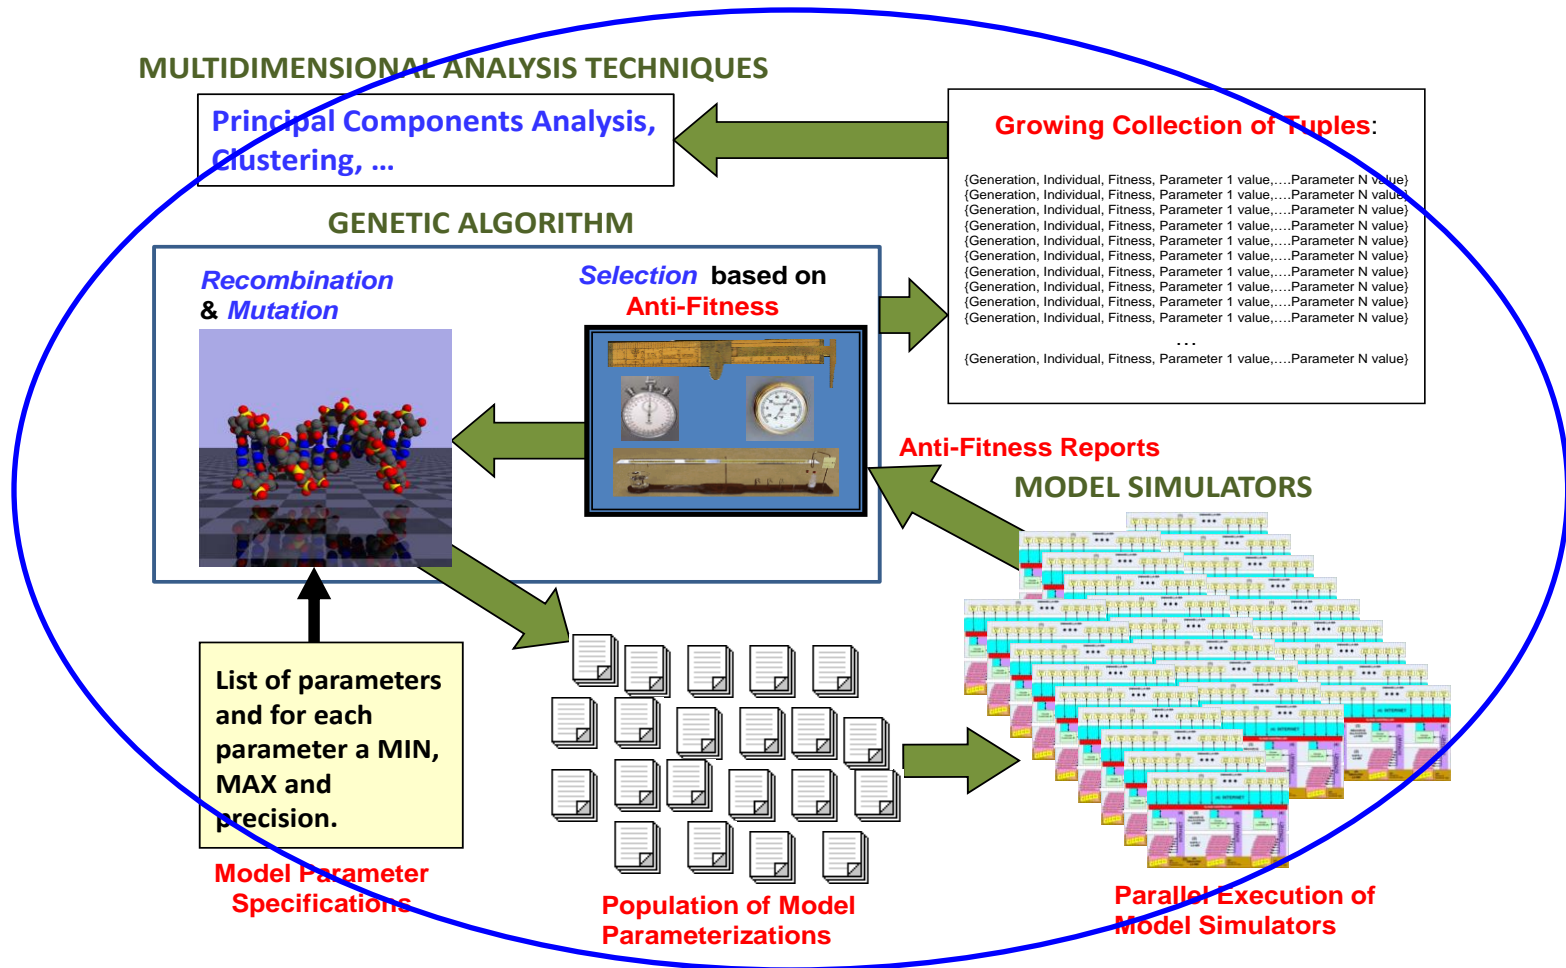 MULTIDIMENSIONAL ANALYSIS TECHNIQUES
Principal Components Analysis,
Clustering, ...
Growing Collection of Tuples:
{Generation, Individual, Fitness, Parameter 1 value,....Parameter N value}
{Generation, Individual, Fitness, Parameter 1 value,....Parameter N value}
{Generation, Individual, Fitness, Parameter 1 value,....Parameter N value}
{Generation, Individual, Fitness, Parameter 1 value,....Parameter N value}
{Generation, Individual, Fitness, Parameter 1 value,....Parameter N value}
{Generation, Individual, Fitness, Parameter 1 value,....Parameter N value}
{Generation, Individual, Fitness, Parameter 1 value,....Parameter N value}
{Generation, Individual, Fitness, Parameter 1 value,....Parameter N value}
{Generation, Individual, Fitness, Parameter 1 value,....Parameter N value}
{Generation, Individual, Fitness, Parameter 1 value,....Parameter N value}
...
{Generation, Individual, Fitness, Parameter 1 value,....Parameter N value}
GENETIC ALGORITHM
Recombination
& Mutation
Selection based on
Anti-Fitness
Anti-Fitness Reports
MODEL SIMULATORS
List of parameters
and for each
parameter a MIN,
MAX and
precision.
Model Parameter
Specifications
Population of Model
Parameterizations
Parallel Execution of
Model Simulators